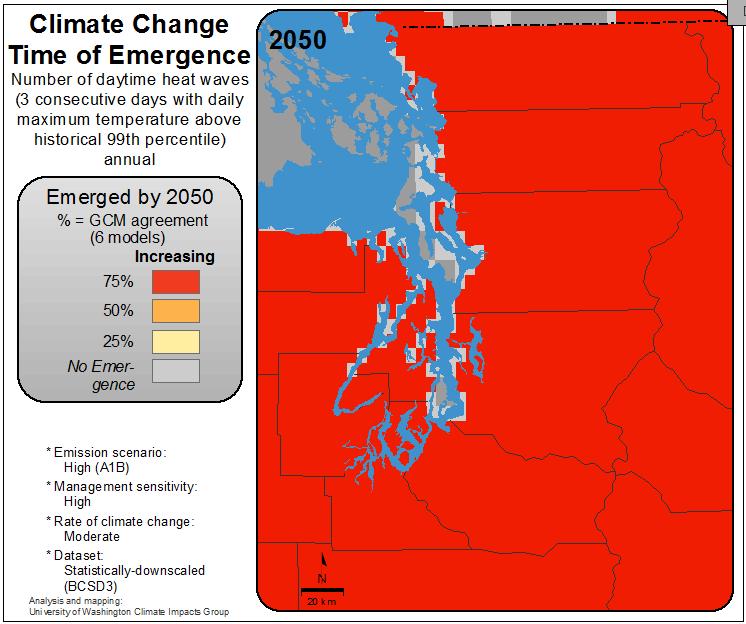 Climate Change
Time of Emergence
Number of daytime heat waves
(3 consecutive days with daily
maximum temperature above
historical 99th percentile)
annual
Emerged by 2050
% = GCM agreement
(6 models)
Increasing
75%
50%
25%
No Emer-
gence
* Emission scenario:
High (A1B)
* Management sensitivity:
High
* Rate of climate change:
Moderate
* Dataset:
Statistically-downscaled
(BCSD3)
Analysis and mapping:
University of Washington Climate Impacts Group
2050
N
20 km